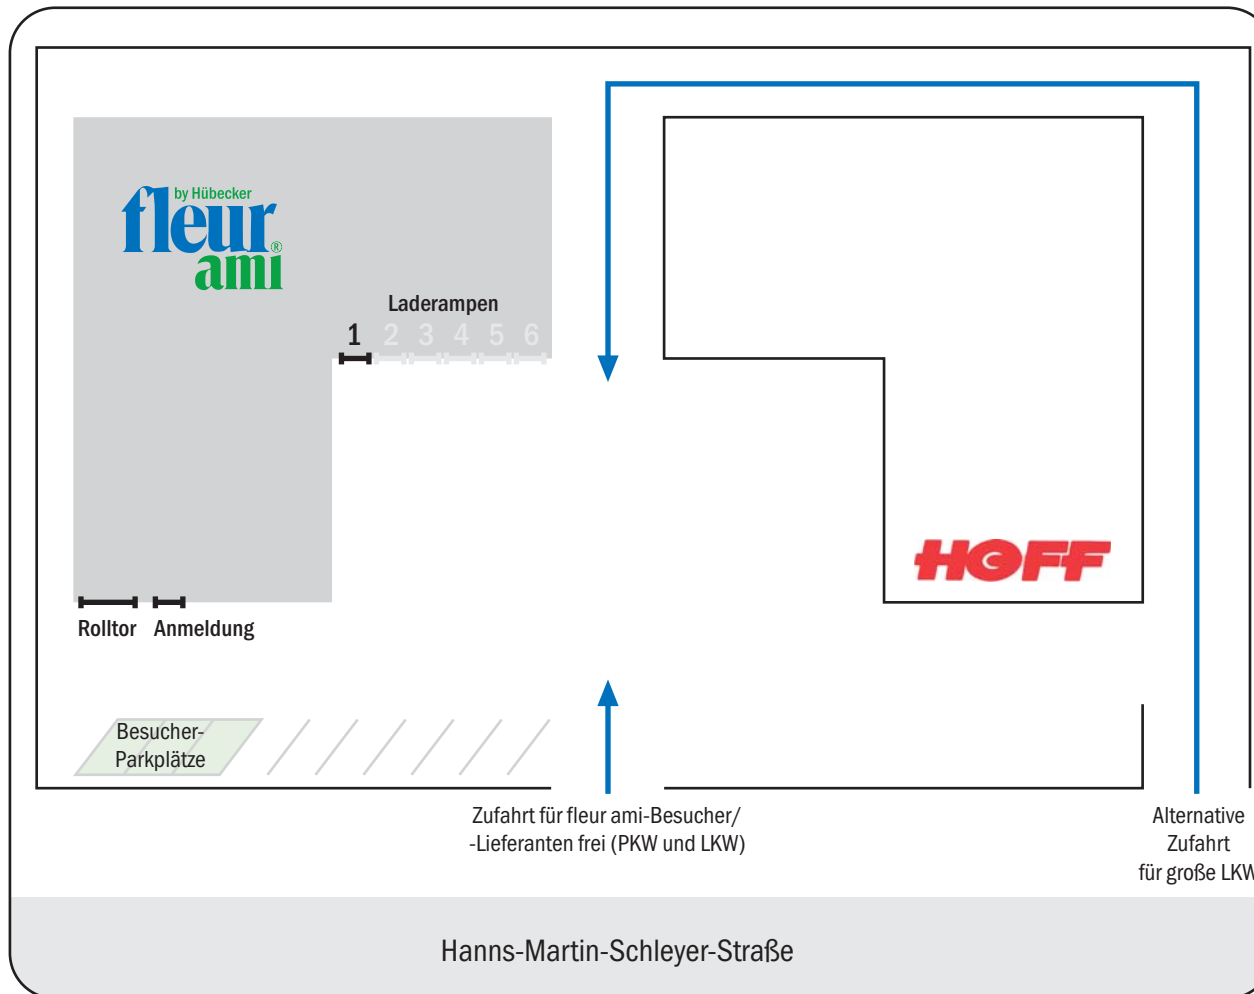 by Hübecker
fleur
ami®
Laderampen
1 2 3 4 5 6
HOFF
Rolltor Anmeldung
Besucher-
Parkplätze
Zufahrt für fleur ami-Besucher/
-Lieferanten frei (PKW und LKW)
Alternative
Zufahrt
für große LKW
Hanns-Martin-Schleyer-Straße